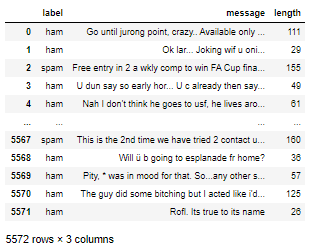 label message length
0 ham Go until jurong point, crazy.. Available only ... 111
1 ham Ok lar... Joking wif u oni... 29
2 spam Free entry in 2 a wkly comp to win FA Cup fina... 155
3 ham U dun say so early hor... U c already then say... 49
4 ham Nah I don't think he goes to usf, he lives aro... 61
... ... ... ...
5567 spam This is the 2nd time we have tried 2 contact u... 160
5568 ham Will ü b going to esplanade fr home? 36
5569 ham Pity, * was in mood for that. So...any other s... 57
5570 ham The guy did some bitching but I acted like i'd... 125
5571 ham Rofl. Its true to its name 26
5572 rows × 3 columns